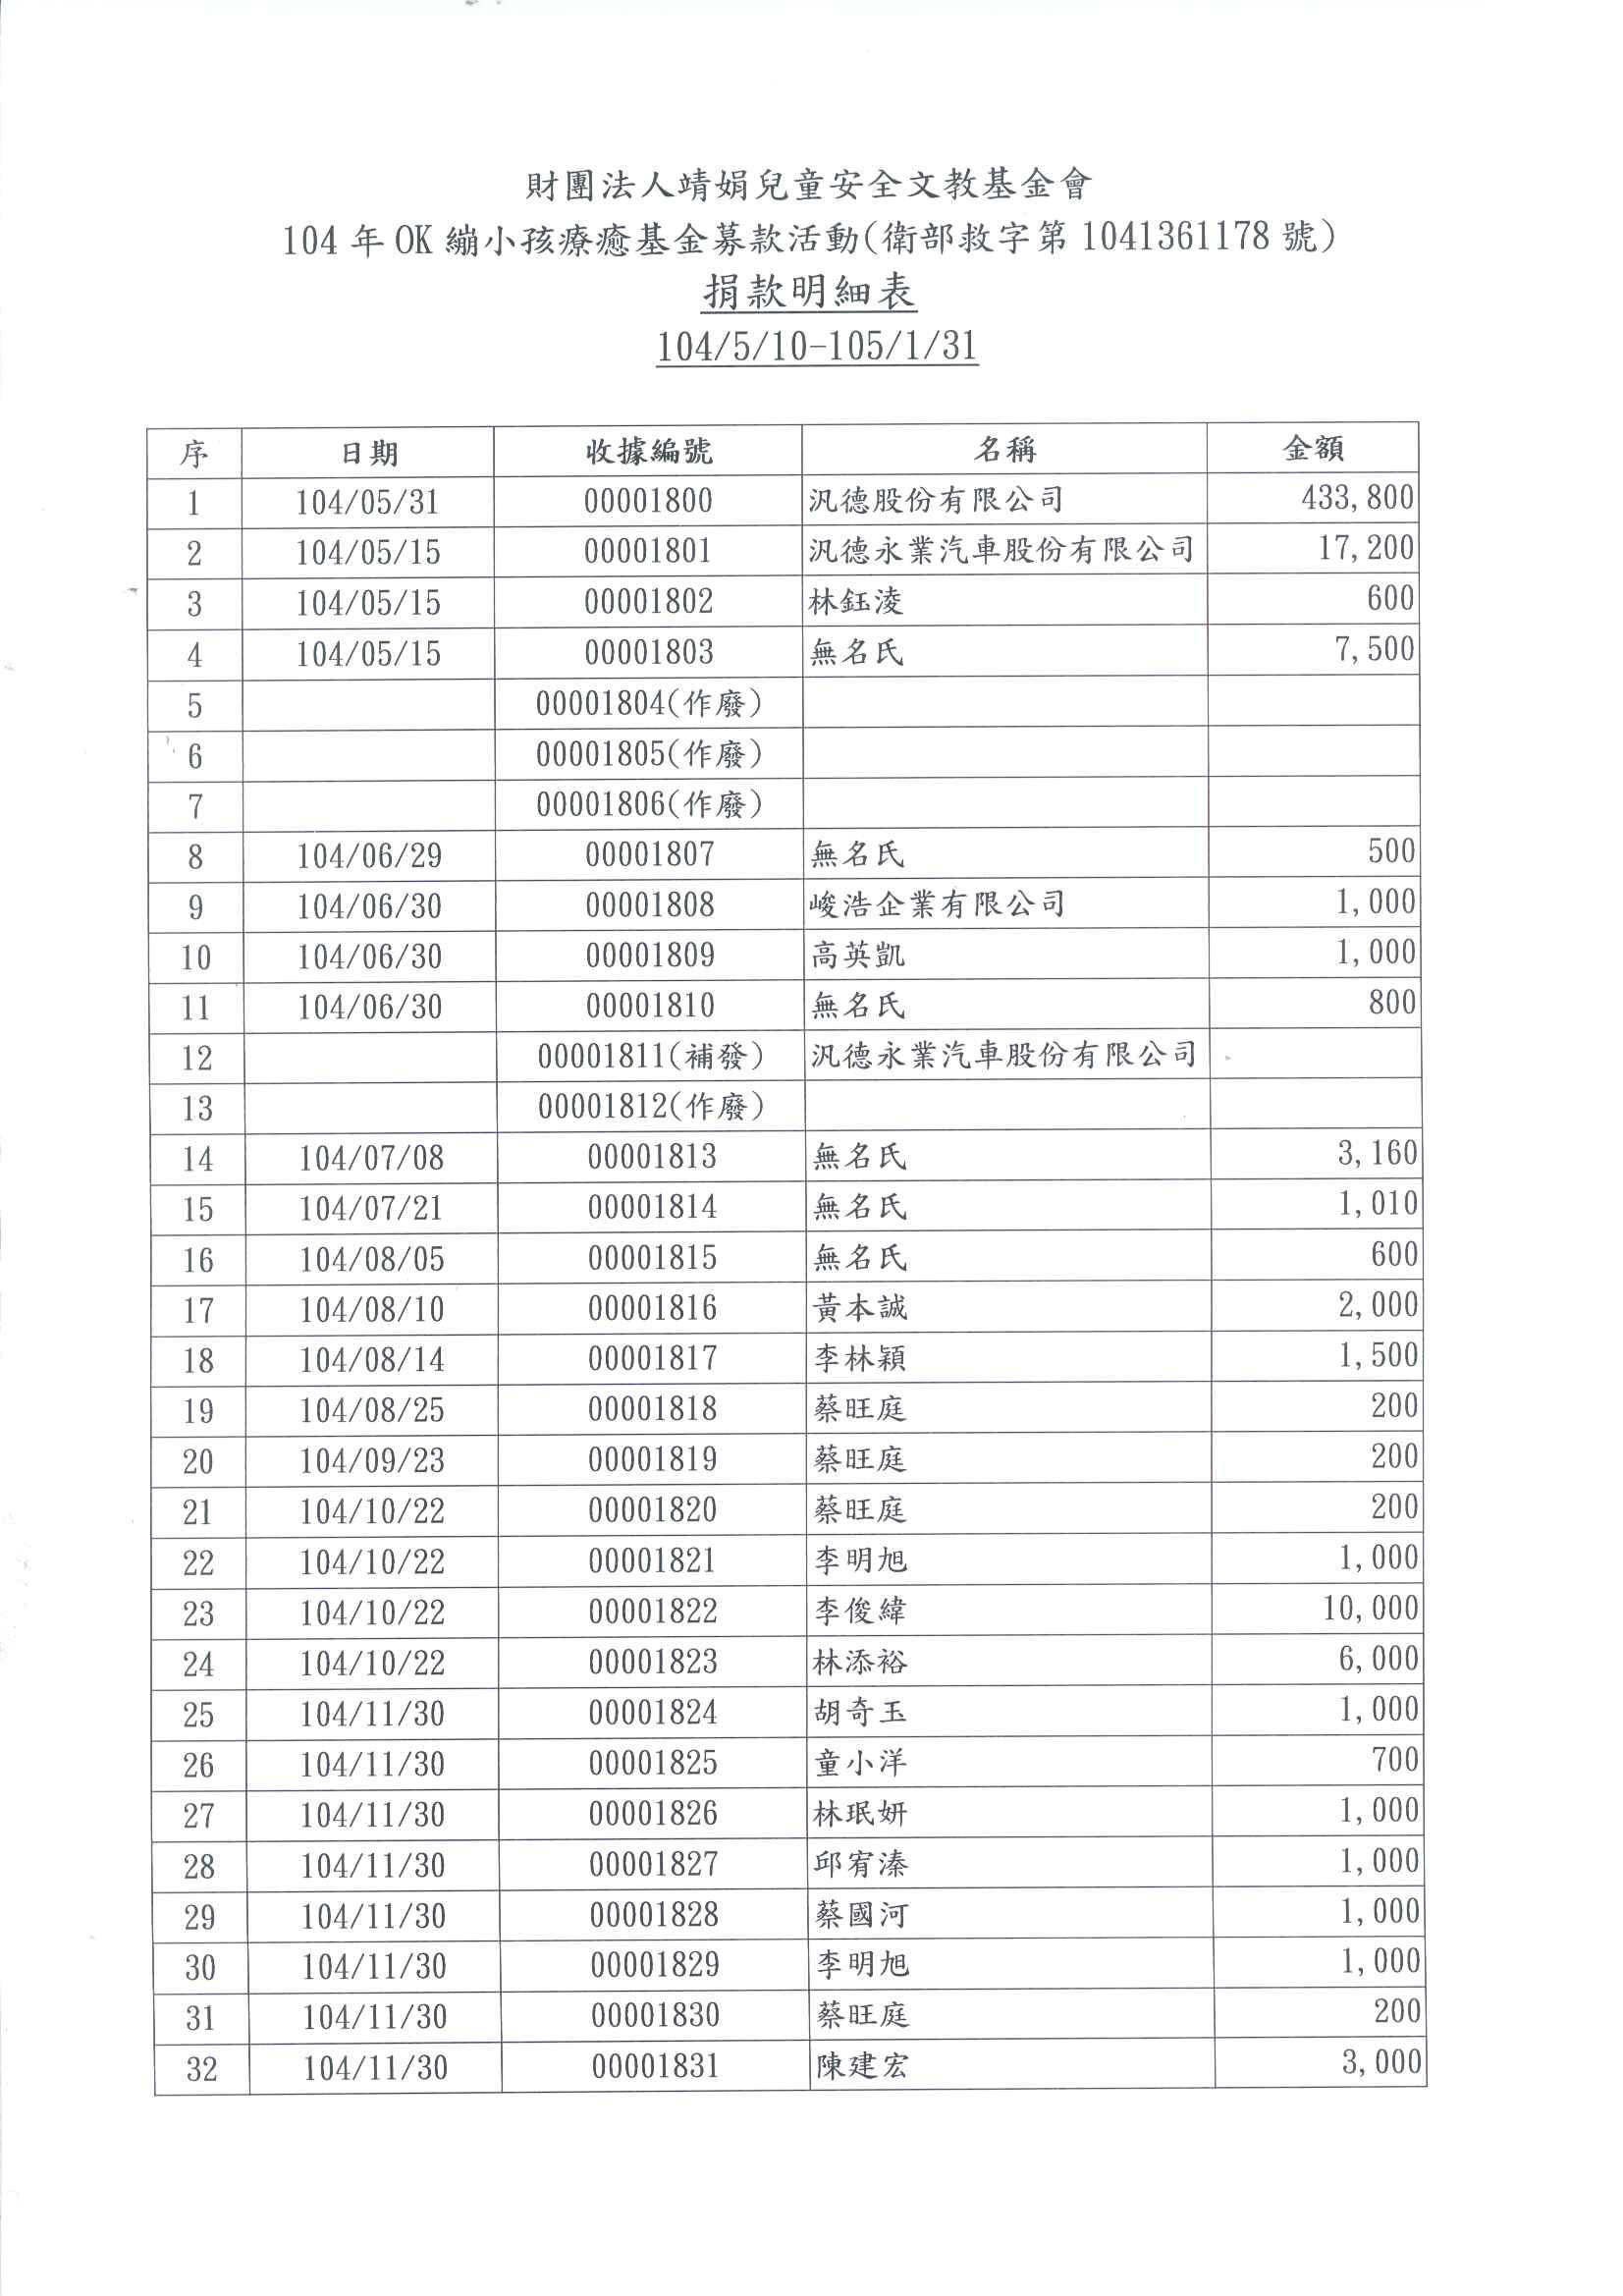 財團法人靖娟兒童安全文教基金會
104 年 OK 繃小孩療癒基金募款活動(衛部救字第 1041361178 號)
捐款明細表
104/5/10-105/1/31
序 日期 收據編號 名稱 金額
1 104/05/31 00001800 汎德股份有限公司 433,800
2 104/05/15 00001801 汎德永業汽車股份有限公司 17,200
3 104/05/15 00001802 林鈺淩 600
4 104/05/15 00001803 無名氏 7,500
5 00001804(作廢)
6 00001805(作廢)
7 00001806(作廢)
8 104/06/29 00001807 無名氏 500
9 104/06/30 00001808 峻浩企業有限公司 1,000
10 104/06/30 00001809 高英凱 1,000
11 104/06/30 00001810 無名氏 800
12 00001811(補發) 汎德永業汽車股份有限公司
13 00001812(作廢)
14 104/07/08 00001813 無名氏 3,160
15 104/07/21 00001814 無名氏 1,010
16 104/08/05 00001815 無名氏 600
17 104/08/10 00001816 黃本誠 2,000
18 104/08/14 00001817 李林穎 1,500
19 104/08/25 00001818 蔡旺庭 200
20 104/09/23 00001819 蔡旺庭 200
21 104/10/22 00001820 蔡旺庭 200
22 104/10/22 00001821 李明旭 1,000
23 104/10/22 00001822 李俊緯 10,000
24 104/10/22 00001823 林添裕 6,000
25 104/11/30 00001824 胡奇玉 1,000
26 104/11/30 00001825 童小洋 700
27 104/11/30 00001826 林珉妍 1,000
28 104/11/30 00001827 邱宥溱 1,000
29 104/11/30 00001828 蔡國河 1,000
30 104/11/30 00001829 李明旭 1,000
31 104/11/30 00001830 蔡旺庭 200
32 104/11/30 00001831 陳建宏 3,000